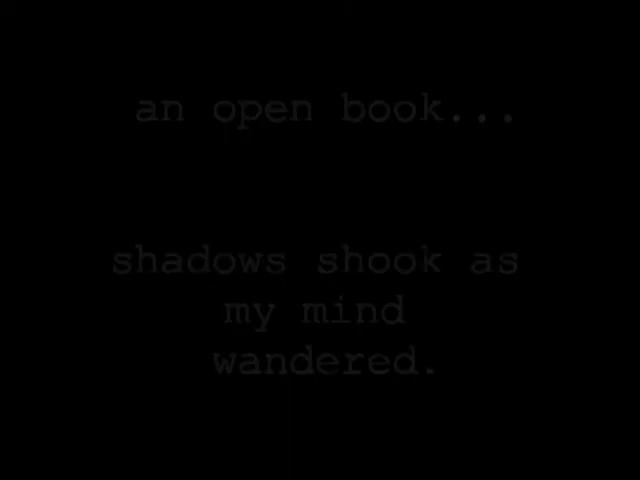 an open book...
shadows shook as
my mind
wandered.